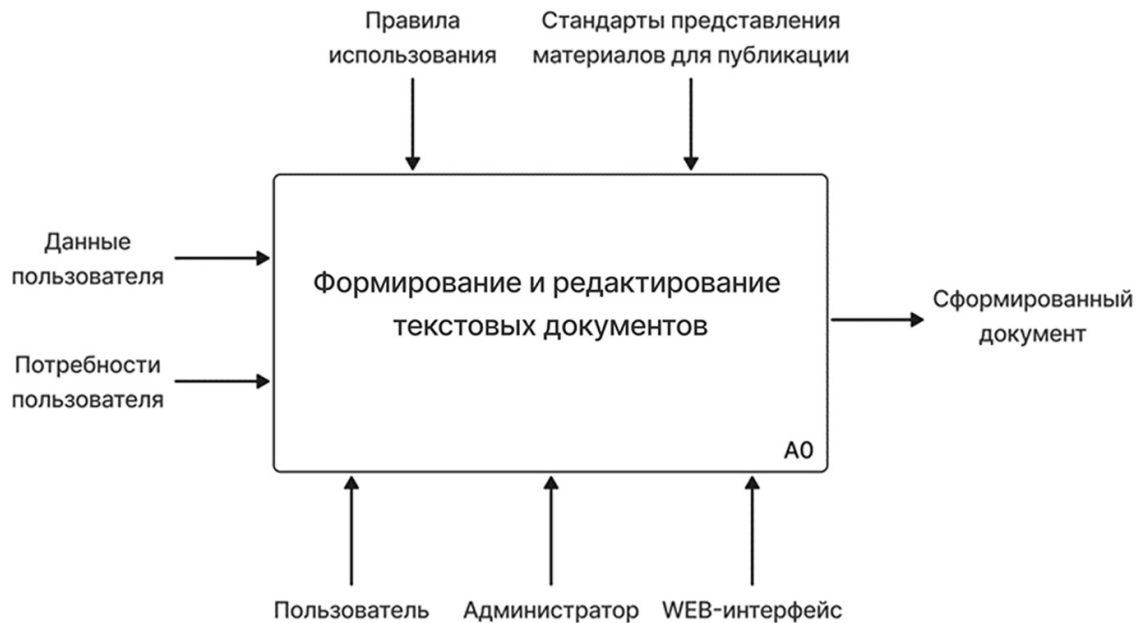 Правила
использования
Стандарты представления
материалов для публикации
Данные
пользователя
Потребности
пользователя
Формирование и редактирование
текстовых документов
А0
Сформированный
документ
Пользователь
Администратор
WEB-интерфейс